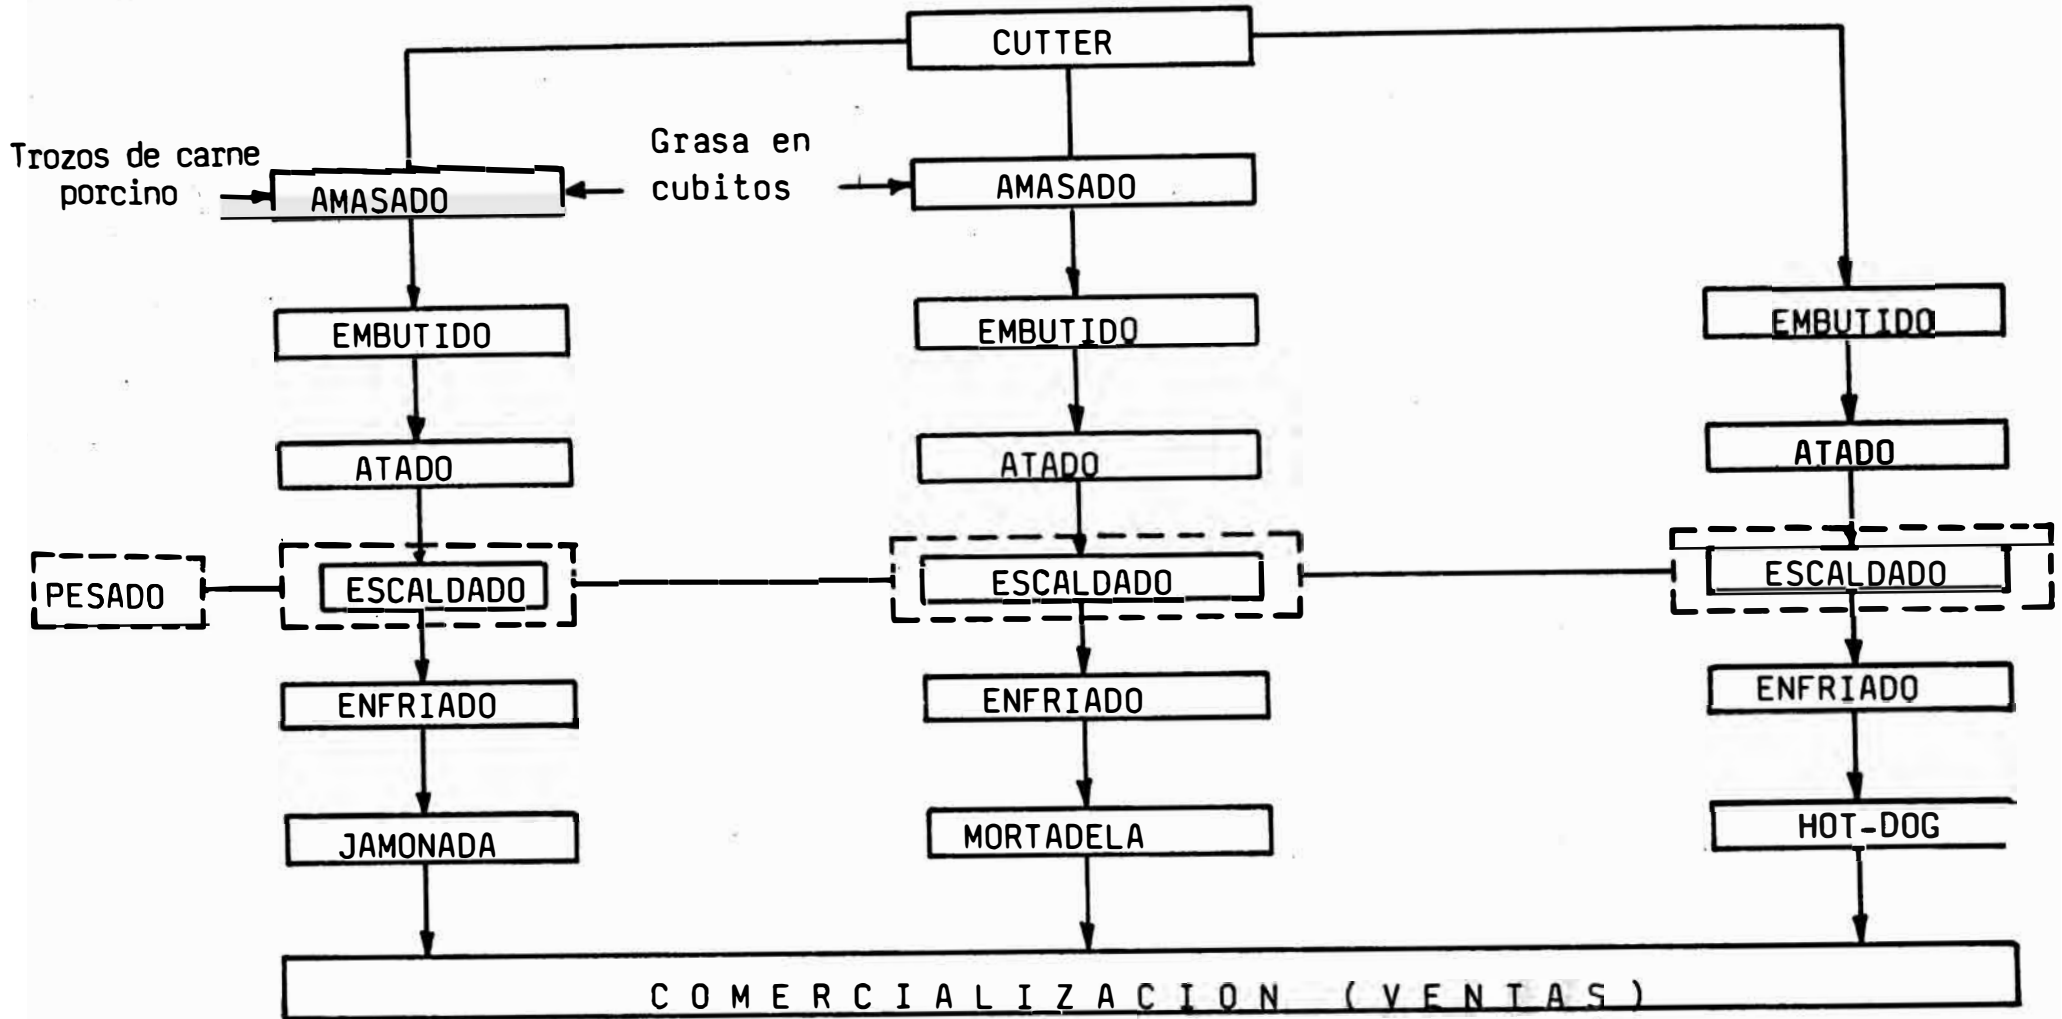 CUTTER
Trozos de carne
porcino
Grasa en
cubitos
AMASADO
AMASADO
EMBUTIDO
EMBUTIDO
EMBUTIDO
ATADO
ATADO
ATADO
PESADO
ESCALDADO
ESCALDADO
ESCALDADO
ENFRIADO
ENFRIADO
ENFRIADO
JAMONADA
MORTADELA
HOT-DOG
COMERCIALIZACION (VENTAS)